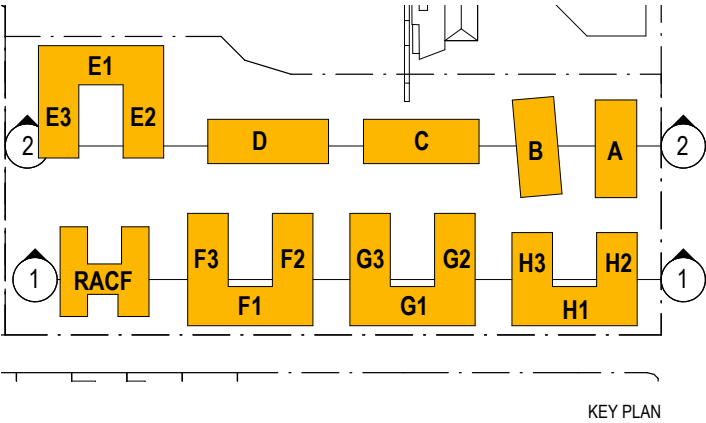 E1
E3 E2
2 D C B A 2
F3 F2 G3 G2 H3 H2
1 RACF 1
F1 G1 H1
KEY PLAN